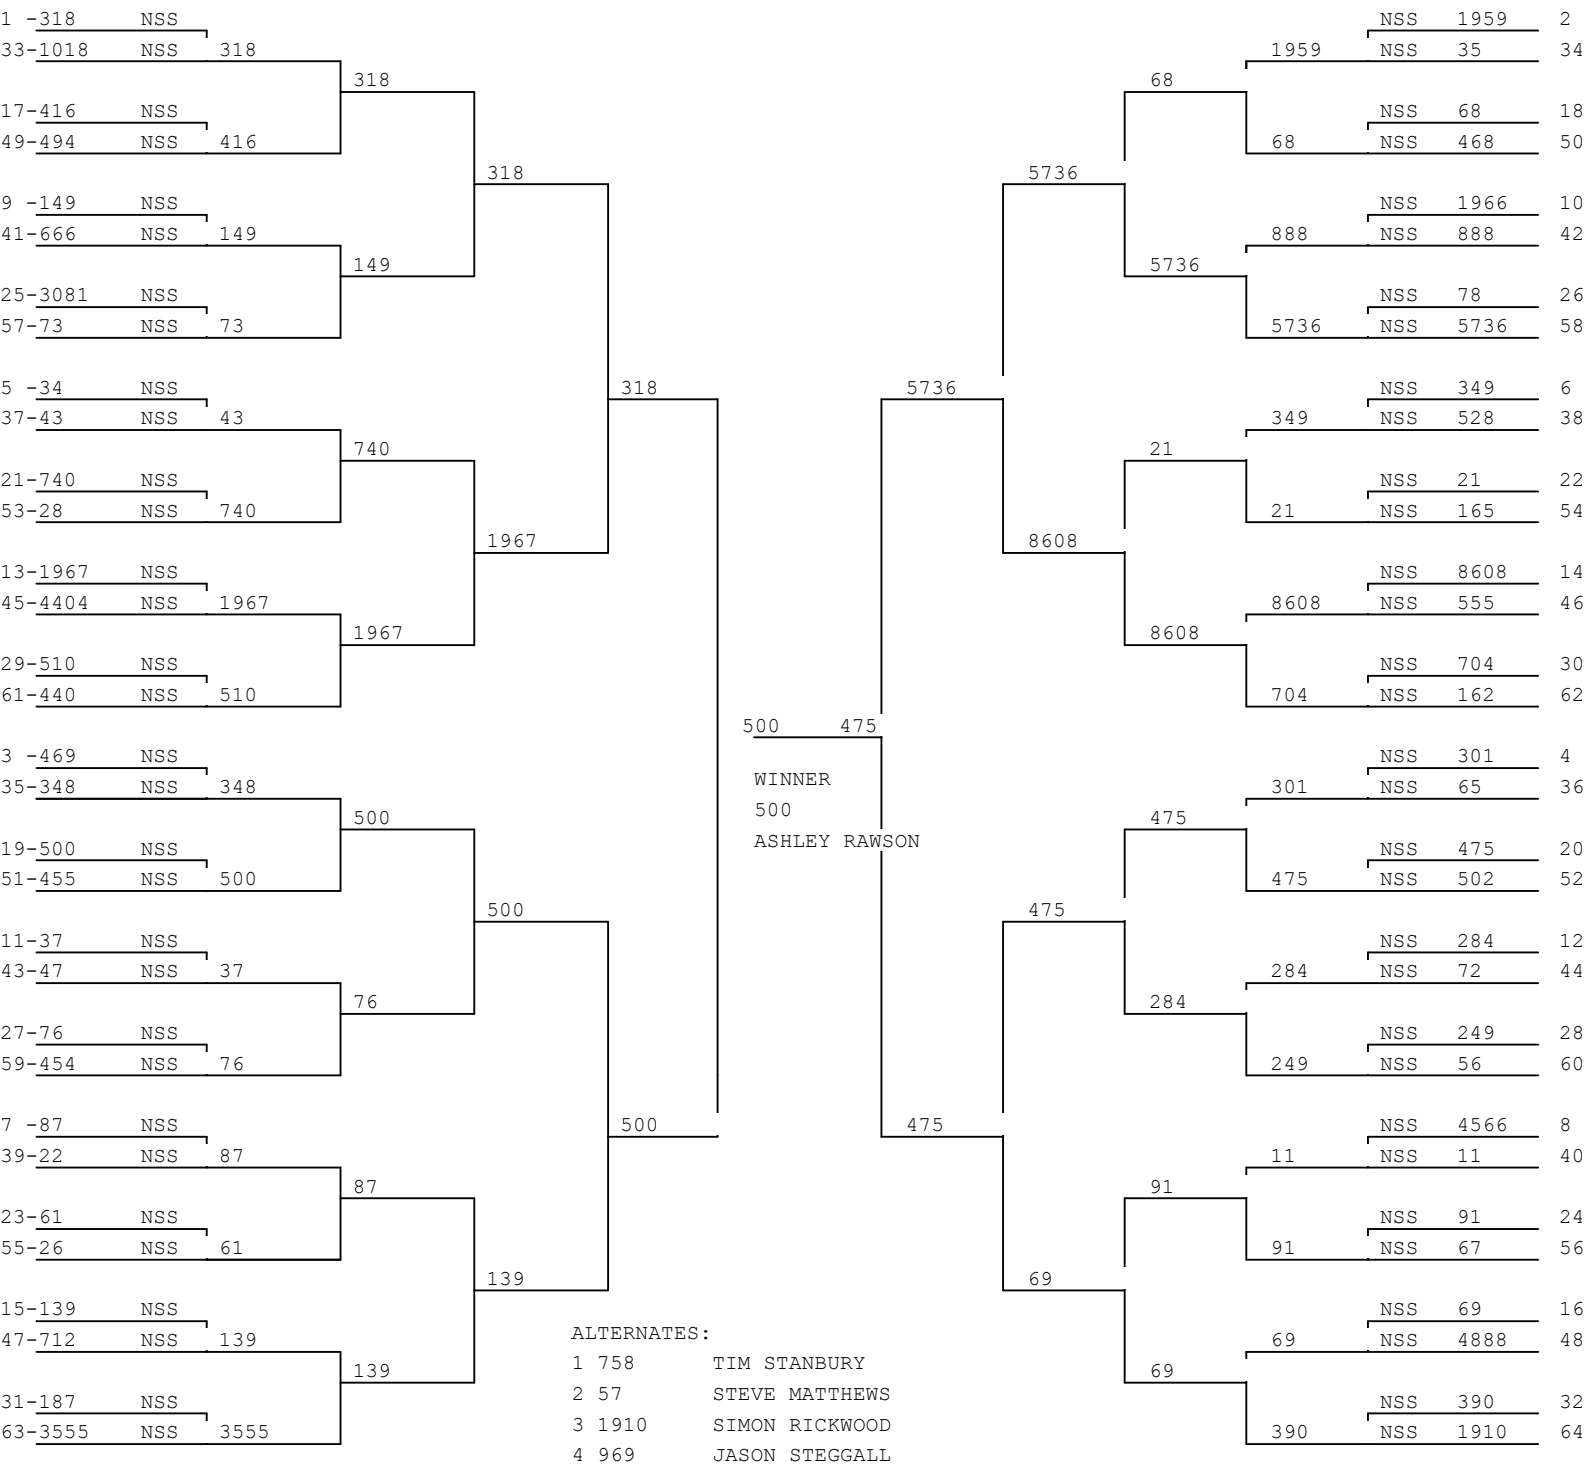 1 -318 NSS NSS 1959 2
33-1018 NSS 318 1959 NSS 35 34
318 68
17-416 NSS NSS 68 18
49-494 NSS 416 68 NSS 468 50
318 5736
9 -149 NSS NSS 1966 10
41-666 NSS 149 888 NSS 888 42
149 5736
25-3081 NSS NSS 78 26
57-73 NSS 73 5736 NSS 5736 58
5 -34 NSS 318 5736 NSS 349 6
37-43 NSS 43 349 NSS 528 38
740 21
21-740 NSS NSS 21 22
53-28 NSS 740 21 NSS 165 54
1967 8608
13-1967 NSS NSS 8608 14
45-4404 NSS 1967 8608 NSS 555 46
1967 8608
29-510 NSS NSS 704 30
61-440 NSS 510 704 NSS 162 62
500 475
3 -469 NSS NSS 301 4
35-348 NSS 348 WINNER 301 NSS 65 36
500 500 475
19-500 NSS ASHLEY RAWSON NSS 475 20
51-455 NSS 500 475 NSS 502 52
500 475
11-37 NSS NSS 284 12
43-47 NSS 37 284 NSS 72 44
76 284
27-76 NSS NSS 249 28
59-454 NSS 76 249 NSS 56 60
7 -87 NSS 500 475 NSS 4566 8
39-22 NSS 87 11 NSS 11 40
87 91
23-61 NSS NSS 91 24
55-26 NSS 61 91 NSS 67 56
139 69
15-139 NSS NSS 69 16
47-712 NSS 139 ALTERNATES: 69 NSS 4888 48
139 1 758 TIM STANBURY 69
31-187 NSS 2 57 STEVE MATTHEWS NSS 390 32
63-3555 NSS 3555 3 1910 SIMON RICKWOOD 390 NSS 1910 64
4 969 JASON STEGGALL